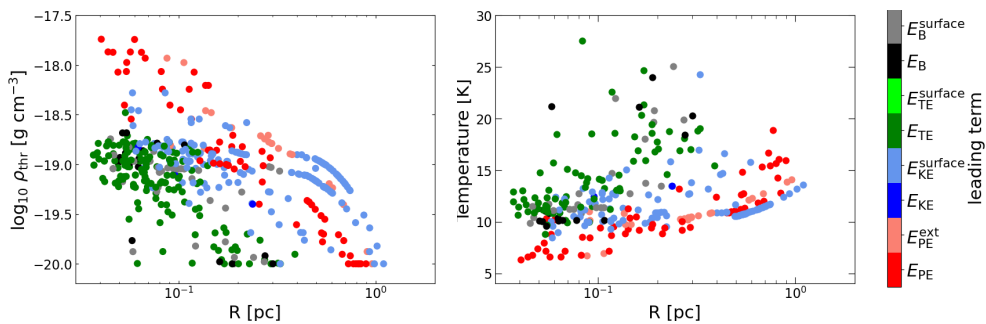 −17.5
−18.0
−18.5
−19.0
−19.5
−20.0
log₁₀ ρ_thr [g cm⁻³]
10⁻¹
10⁰
R [pc]
30
25
20
15
10
5
Temperature [K]
10⁻¹
10⁰
R [pc]
E_B^surface
E_B
E_TE^surface
E_TE
E_KE^surface
E_KE
E_PE^ext
E_PE
leading term